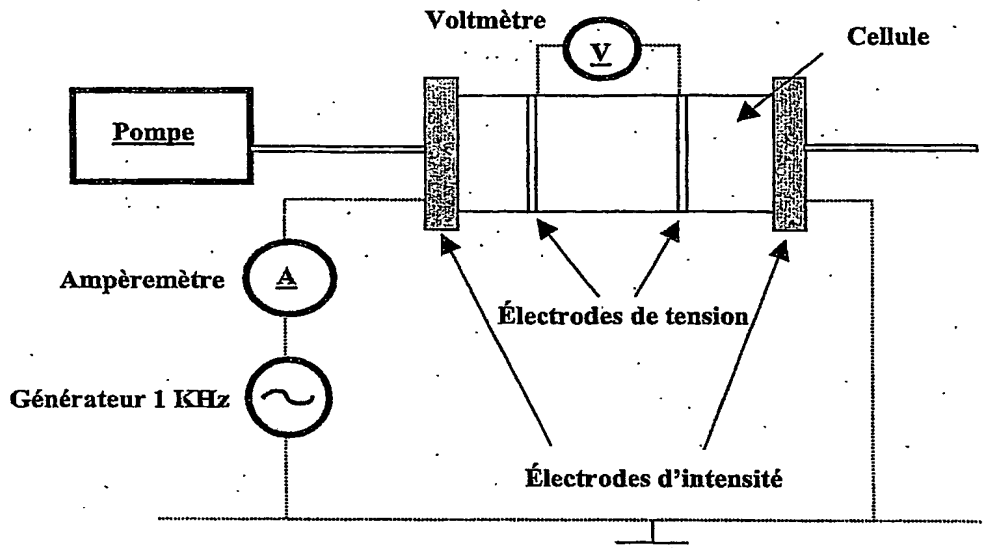 Voltmètre
V
Cellule
Pompe
Ampèremètre
A
Électrodes de tension
Générateur 1 KHz
Électrodes d'intensité